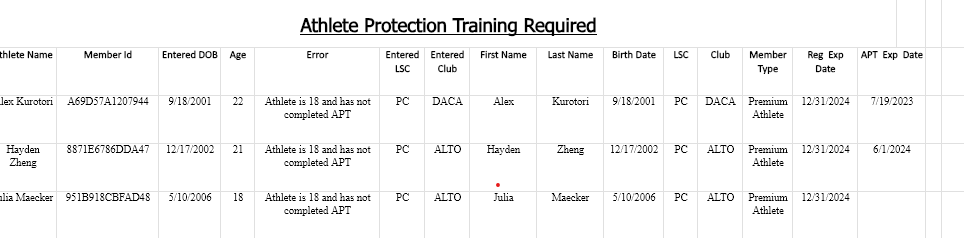 Athlete Protection Training Required
thlete Name Member Id Entered DOB Age Error Entered LSC Entered Club First Name Last Name Birth Date LSC Club Member Type Reg Exp Date APT Exp Date
lex Kurotori A69D57A1207944 9/18/2001 22 Athlete is 18 and has not completed APT PC DACA Alex Kurotori 9/18/2001 PC DACA Premium Athlete 12/31/2024 7/19/2023
Hayden Zheng 8871E6786DDA47 12/17/2002 21 Athlete is 18 and has not completed APT PC ALTO Hayden Zheng 12/17/2002 PC ALTO Premium Athlete 12/31/2024 6/1/2024
ulia Maecker 951B918CBFAD48 5/10/2006 18 Athlete is 18 and has not completed APT PC ALTO Julia Maecker 5/10/2006 PC ALTO Premium Athlete 12/31/2024